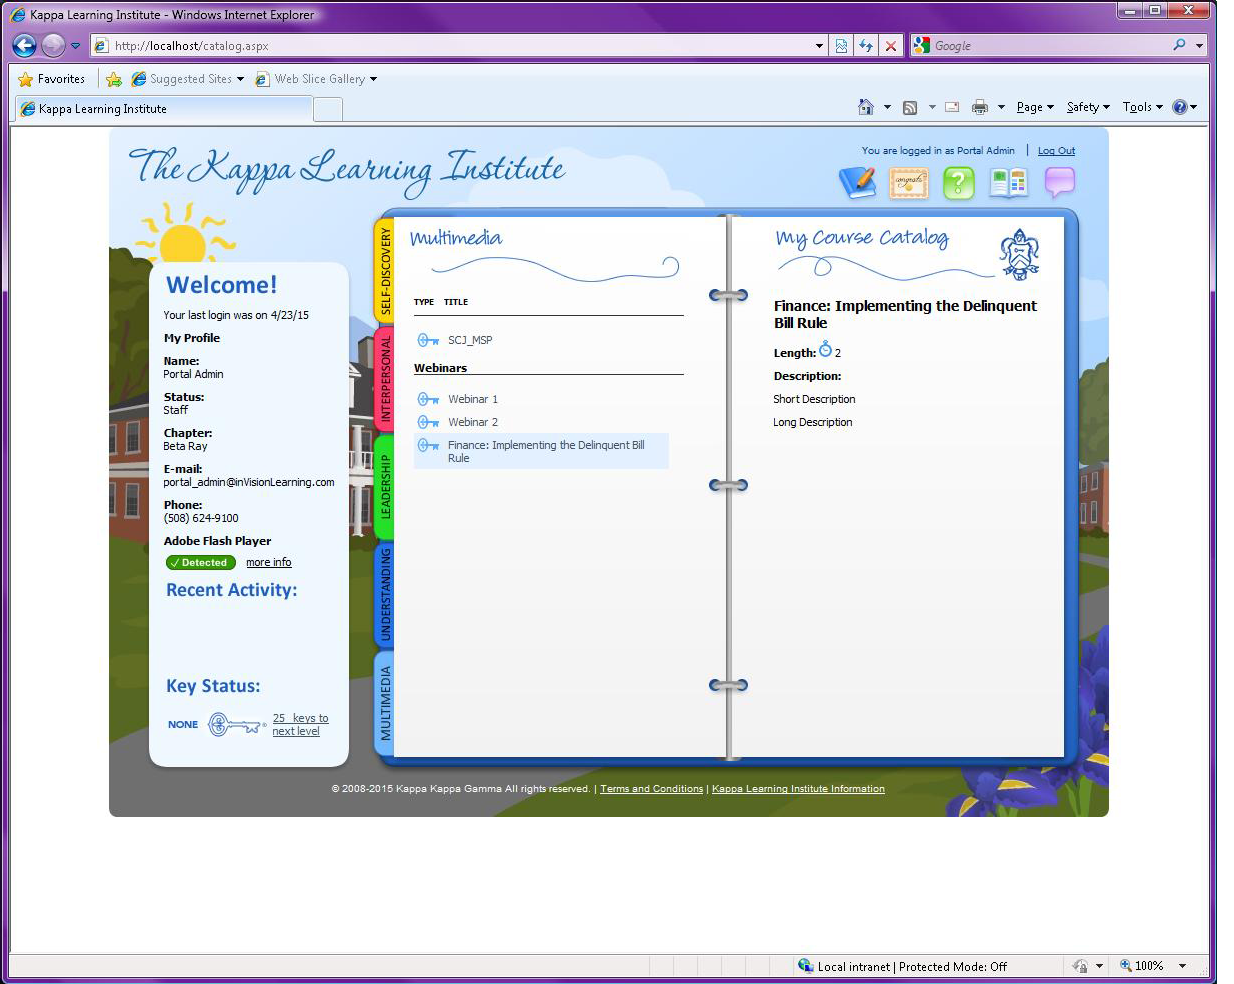 Kappa Learning Institute - Windows Internet Explorer
http://localhost/catalog.aspx
Google
Favorites
Suggested Sites
Web Slice Gallery
Kappa Learning Institute
Page
Safety
Tools
The Kappa Learning Institute
You are logged in as Portal Admin | Log Out
congrats!
Welcome!
Your last login was on 4/23/15
My Profile
Name:
Portal Admin
Status:
Staff
Chapter:
Beta Ray
E-mail:
portal_admin@inVisionLearning.com
Phone:
(508) 624-9100
Adobe Flash Player
Detected more info
Recent Activity:
Key Status:
NONE
25 keys to
next level
SELF-DISCOVERY
INTERPERSONAL
LEADERSHIP
UNDERSTANDING
MULTIMEDIA
Multimedia
TYPE TITLE
SCJ_MSP
Webinars
Webinar 1
Webinar 2
Finance: Implementing the Delinquent Bill
Rule
My Course Catalog
Finance: Implementing the Delinquent
Bill Rule
Length: 2
Description:
Short Description
Long Description
© 2008-2015 Kappa Kappa Gamma All rights reserved. | Terms and Conditions | Kappa Learning Institute Information
Local intranet | Protected Mode: Off
100%